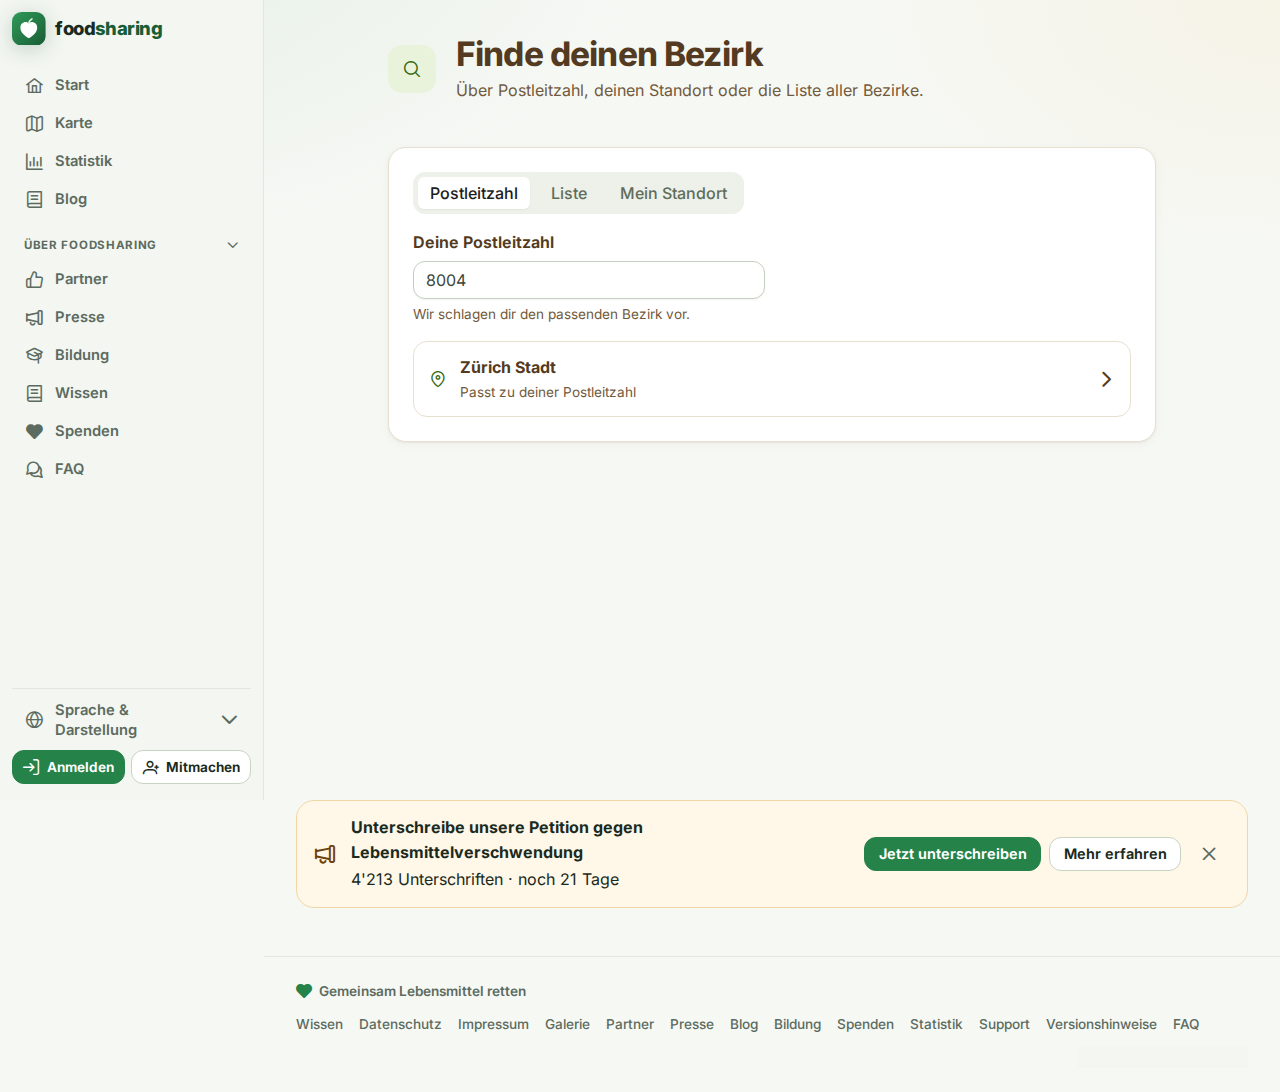 foodsharing
Start
Karte
Statistik
Blog
ÜBER FOODSHARING
Partner
Presse
Bildung
Wissen
Spenden
FAQ
Sprache &
Darstellung
Anmelden
Mitmachen
Finde deinen Bezirk
Über Postleitzahl, deinen Standort oder die Liste aller Bezirke.
Postleitzahl Liste Mein Standort
Deine Postleitzahl
8004
Wir schlagen dir den passenden Bezirk vor.
Zürich Stadt
Passt zu deiner Postleitzahl
Unterschreibe unsere Petition gegen
Lebensmittelverschwendung
4'213 Unterschriften · noch 21 Tage
Jetzt unterschreiben
Mehr erfahren
Gemeinsam Lebensmittel retten
Wissen Datenschutz Impressum Galerie Partner Presse Blog Bildung Spenden Statistik Support Versionshinweise FAQ